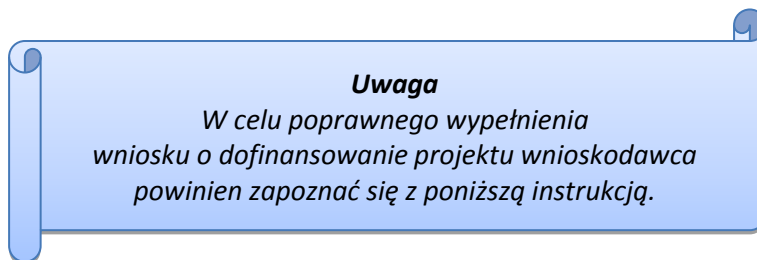 Uwaga
W celu poprawnego wypełnienia
wniosku o dofinansowanie projektu wnioskodawca
powinien zapoznać się z poniższą instrukcją.